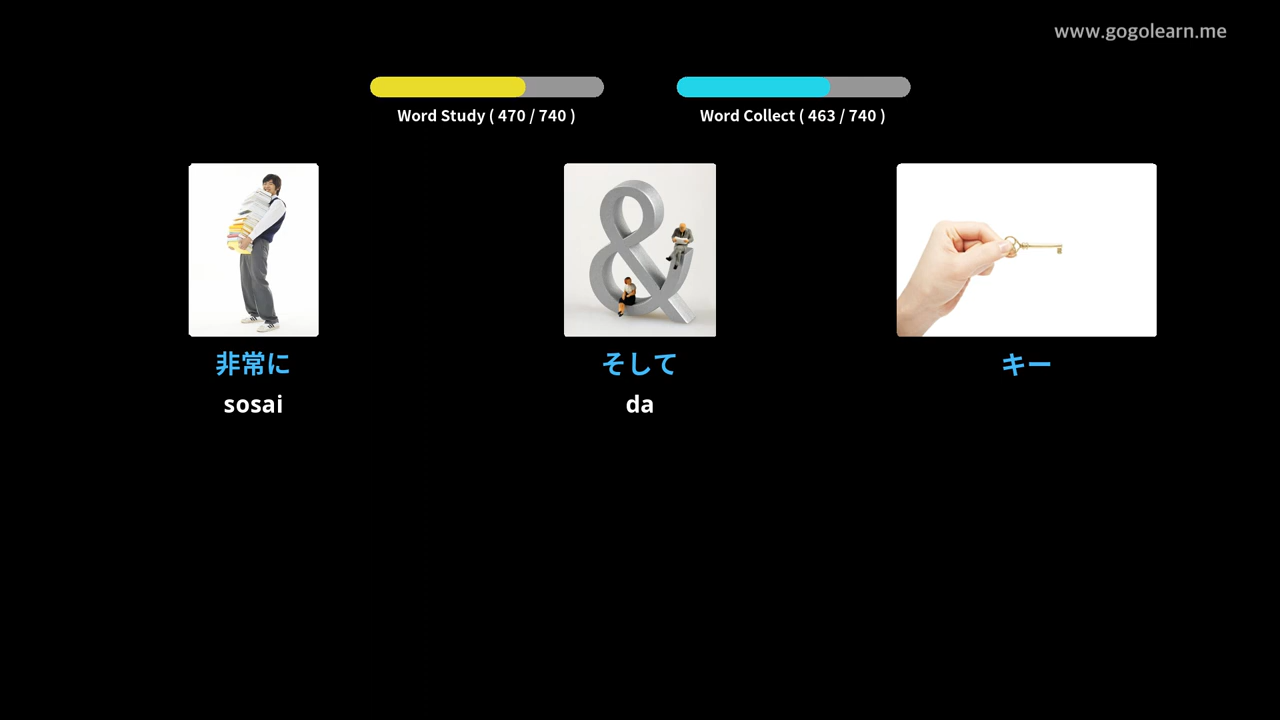 www.gogolearn.me
Word Study ( 470 / 740 )
Word Collect ( 463 / 740 )
非常に
そして
キー
sosai
da